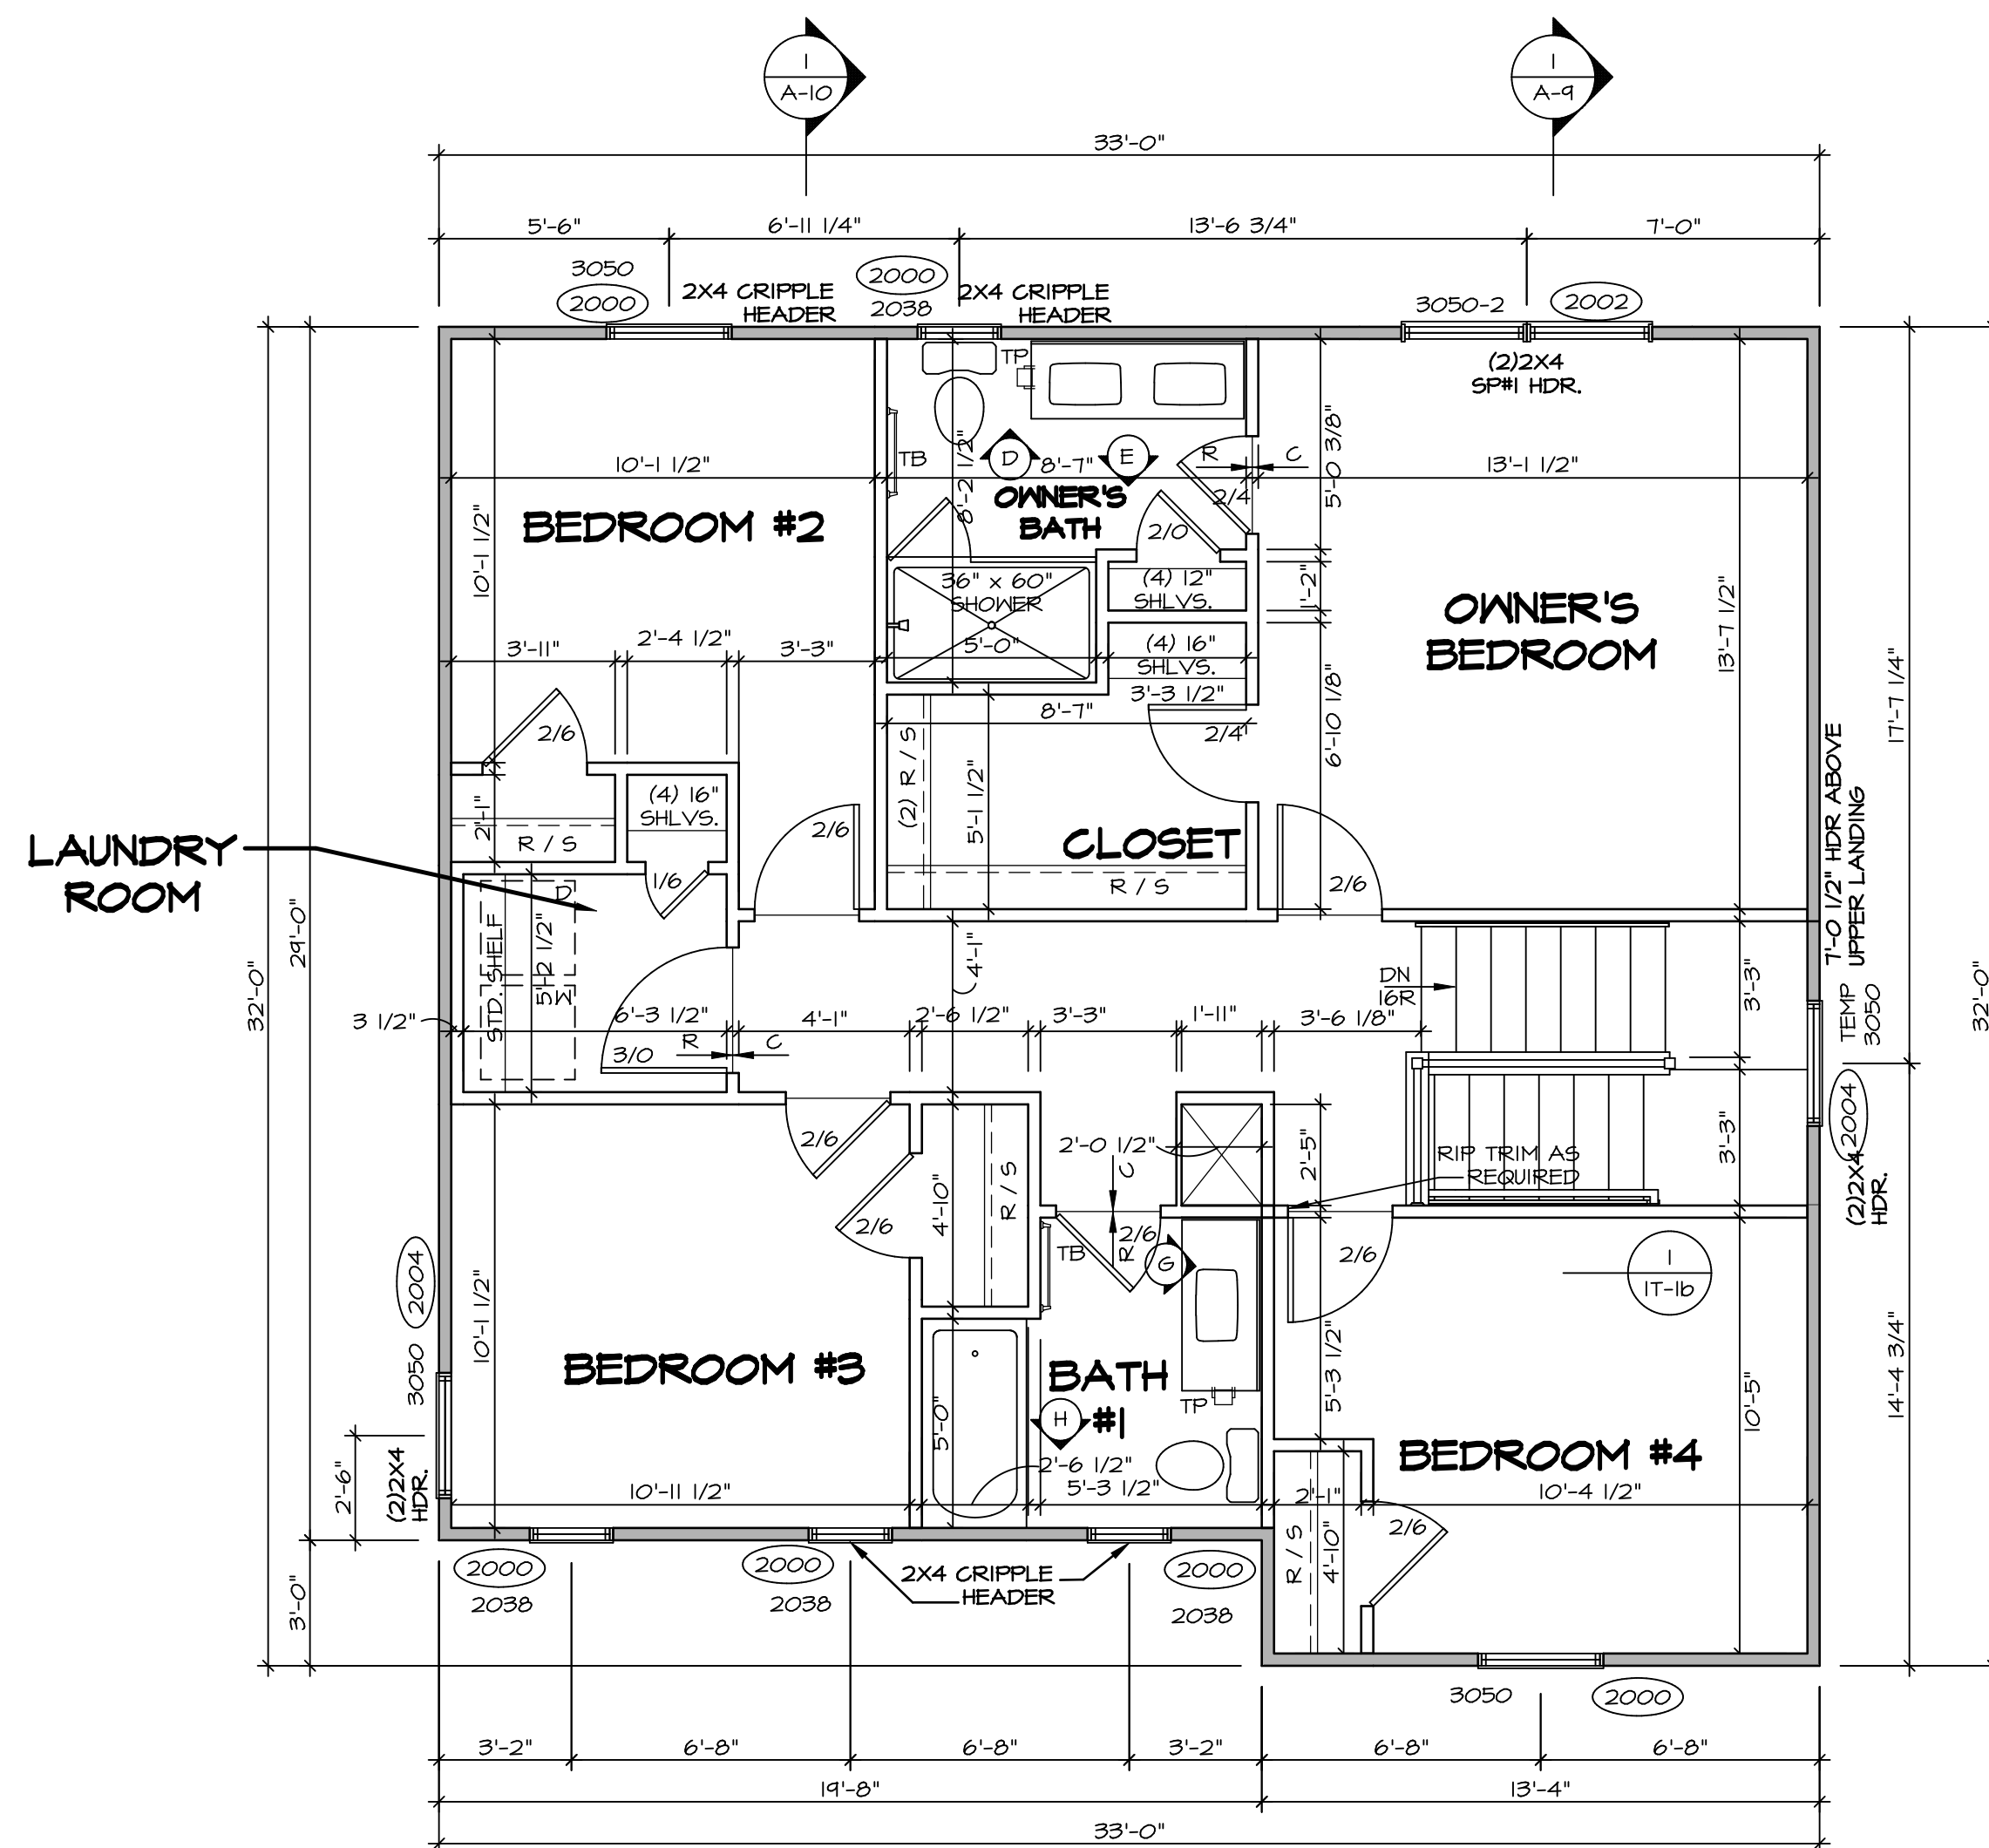 1
A-10
1
A-9
33'-0"
5'-6"
6'-11 1/4"
13'-6 3/4"
7'-0"
3050
2000
2X4 CRIPPLE
HEADER
2000
2038
2X4 CRIPPLE
HEADER
3050-2
2002
(2)2X4
SP#1 HDR.
TP
TB
D
E
8'-7"
8'-2 1/2"
OWNER'S
BATH
R
C
2/4
2/0
5'-0 3/8"
10'-1 1/2"
13'-1 1/2"
BEDROOM #2
10'-1 1/2"
36" x 60"
SHOWER
5'-0"
(4) 12"
SHLVS.
1'-2"
(4) 16"
SHLVS.
3'-3 1/2"
OWNER'S
BEDROOM
13'-7 1/2"
17'-7 1/4"
3'-11"
2'-4 1/2"
3'-3"
2/6
8'-7"
2/4
6'-10 1/8"
(2) R / S
5'-1 1/2"
(4) 16"
SHLVS.
2'-1"
R / S
2/6
CLOSET
R / S
2/6
7'-0 1/2" HDR ABOVE
UPPER LANDING
LAUNDRY
ROOM
1/6
D
W
STD. SHELF
5'-2 1/2"
29'-0"
32'-0"
32'-0"
4'-1"
DN
16R
3'-3"
TEMP
3050
3 1/2"
6'-3 1/2"
4'-1"
2'-6 1/2"
3'-3"
1'-11"
3'-6 1/8"
R
C
3/0
2004
(2)2X4
HDR.
3'-3"
2/6
2'-0 1/2"
C
R
2'-5"
RIP TRIM AS
REQUIRED
R / S
4'-10"
2/6
TB
2/6
G
2/6
1
1T-1b
2004
3050
(2)2X4
HDR.
2'-6"
10'-1 1/2"
BEDROOM #3
BATH
#1
H
TP
5'-0"
5'-3 1/2"
10'-5"
14'-4 3/4"
BEDROOM #4
10'-11 1/2"
2'-6 1/2"
5'-3 1/2"
2'-1"
10'-4 1/2"
R / S
4'-10"
2/6
3'-0"
2000
2038
2000
2038
2X4 CRIPPLE
HEADER
2000
2038
3050
2000
3'-2"
6'-8"
6'-8"
3'-2"
6'-8"
6'-8"
19'-8"
13'-4"
33'-0"